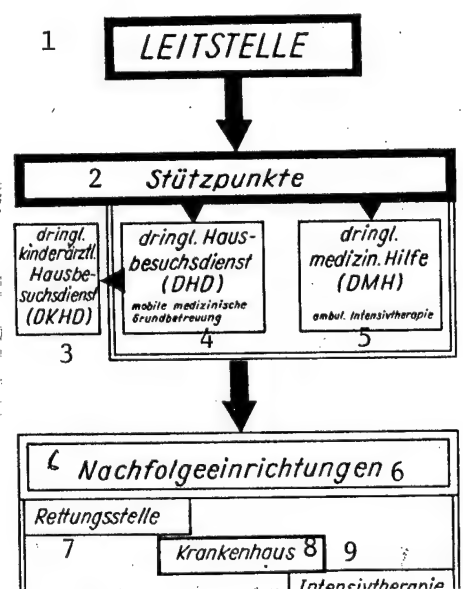 1
LEITSTELLE
2 Stützpunkte
dringl.
kinderärztl.
Hausbe-
suchsdienst
(DKHD)
3
dringl. Haus-
besuchsdienst
(DHD)
mobile medizinische
Grundbetreuung
4
dringl.
medizin. Hilfe
(DMH)
ambul. Intensivtherapie
5
Nachfolgeeinrichtungen 6
Rettungsstelle
7
Krankenhaus 8 9
Intensivtherapie